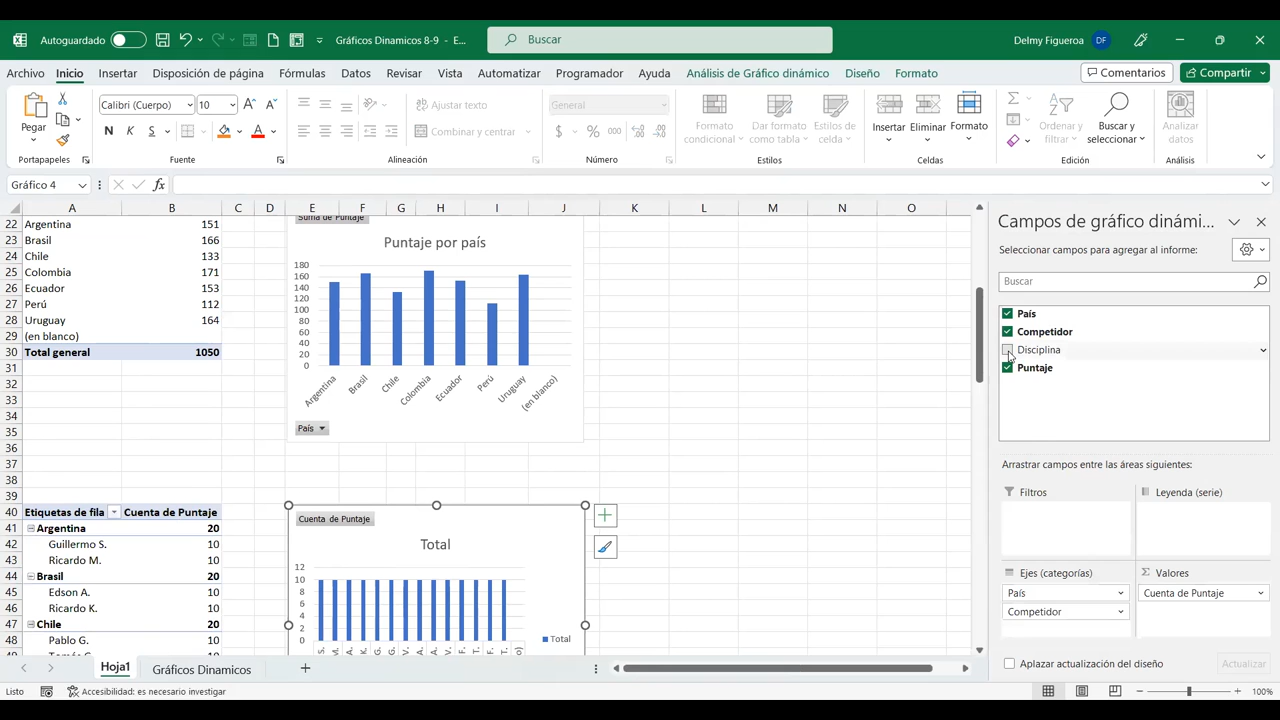 Autoguardado
Gráficos Dinamicos 8-9 - E...
Buscar
Delmy Figueroa DF
Archivo Inicio Insertar Disposición de página Fórmulas Datos Revisar Vista Automatizar Programador Ayuda Análisis de Gráfico dinámico Diseño Formato
Comentarios Compartir
Pegar
Portapapeles
Calibri (Cuerpo) 10
N K S
Fuente
Ajustar texto
Combinar y centrar
Alineación
General
$ % 000
Número
Formato condicional
Dar formato como tabla
Estilos de celda
Estilos
Insertar Eliminar Formato
Celdas
Ordenar y filtrar
Buscar y seleccionar
Edición
Analizar datos
Análisis
Gráfico 4
fx
A B C D E F G H I J K L M N O
22 Argentina 151
23 Brasil 166
24 Chile 133
25 Colombia 171
26 Ecuador 153
27 Perú 112
28 Uruguay 164
29 (en blanco)
30 Total general 1050
31
32
33
34
35
36
37
38
39
40 Etiquetas de fila Cuenta de Puntaje
41 Argentina 20
42 Guillermo S. 10
43 Ricardo M. 10
44 Brasil 20
45 Edson A. 10
46 Ricardo K. 10
47 Chile 20
48 Pablo G. 10
Suma de Puntaje
Puntaje por país
180
160
140
120
100
80
60
40
20
0
Argentina
Brasil
Chile
Colombia
Ecuador
Perú
Uruguay
(en blanco)
País
Cuenta de Puntaje
Total
12
10
8
6
4
2
0
Total
Campos de gráfico dinámi...
Seleccionar campos para agregar al informe:
Buscar
País
Competidor
Disciplina
Puntaje
Arrastrar campos entre las áreas siguientes:
Filtros
Leyenda (serie)
Ejes (categorías)
País
Competidor
Σ Valores
Cuenta de Puntaje
Aplazar actualización del diseño
Actualizar
Hoja1 Gráficos Dinamicos
Listo
Accesibilidad: es necesario investigar
100%